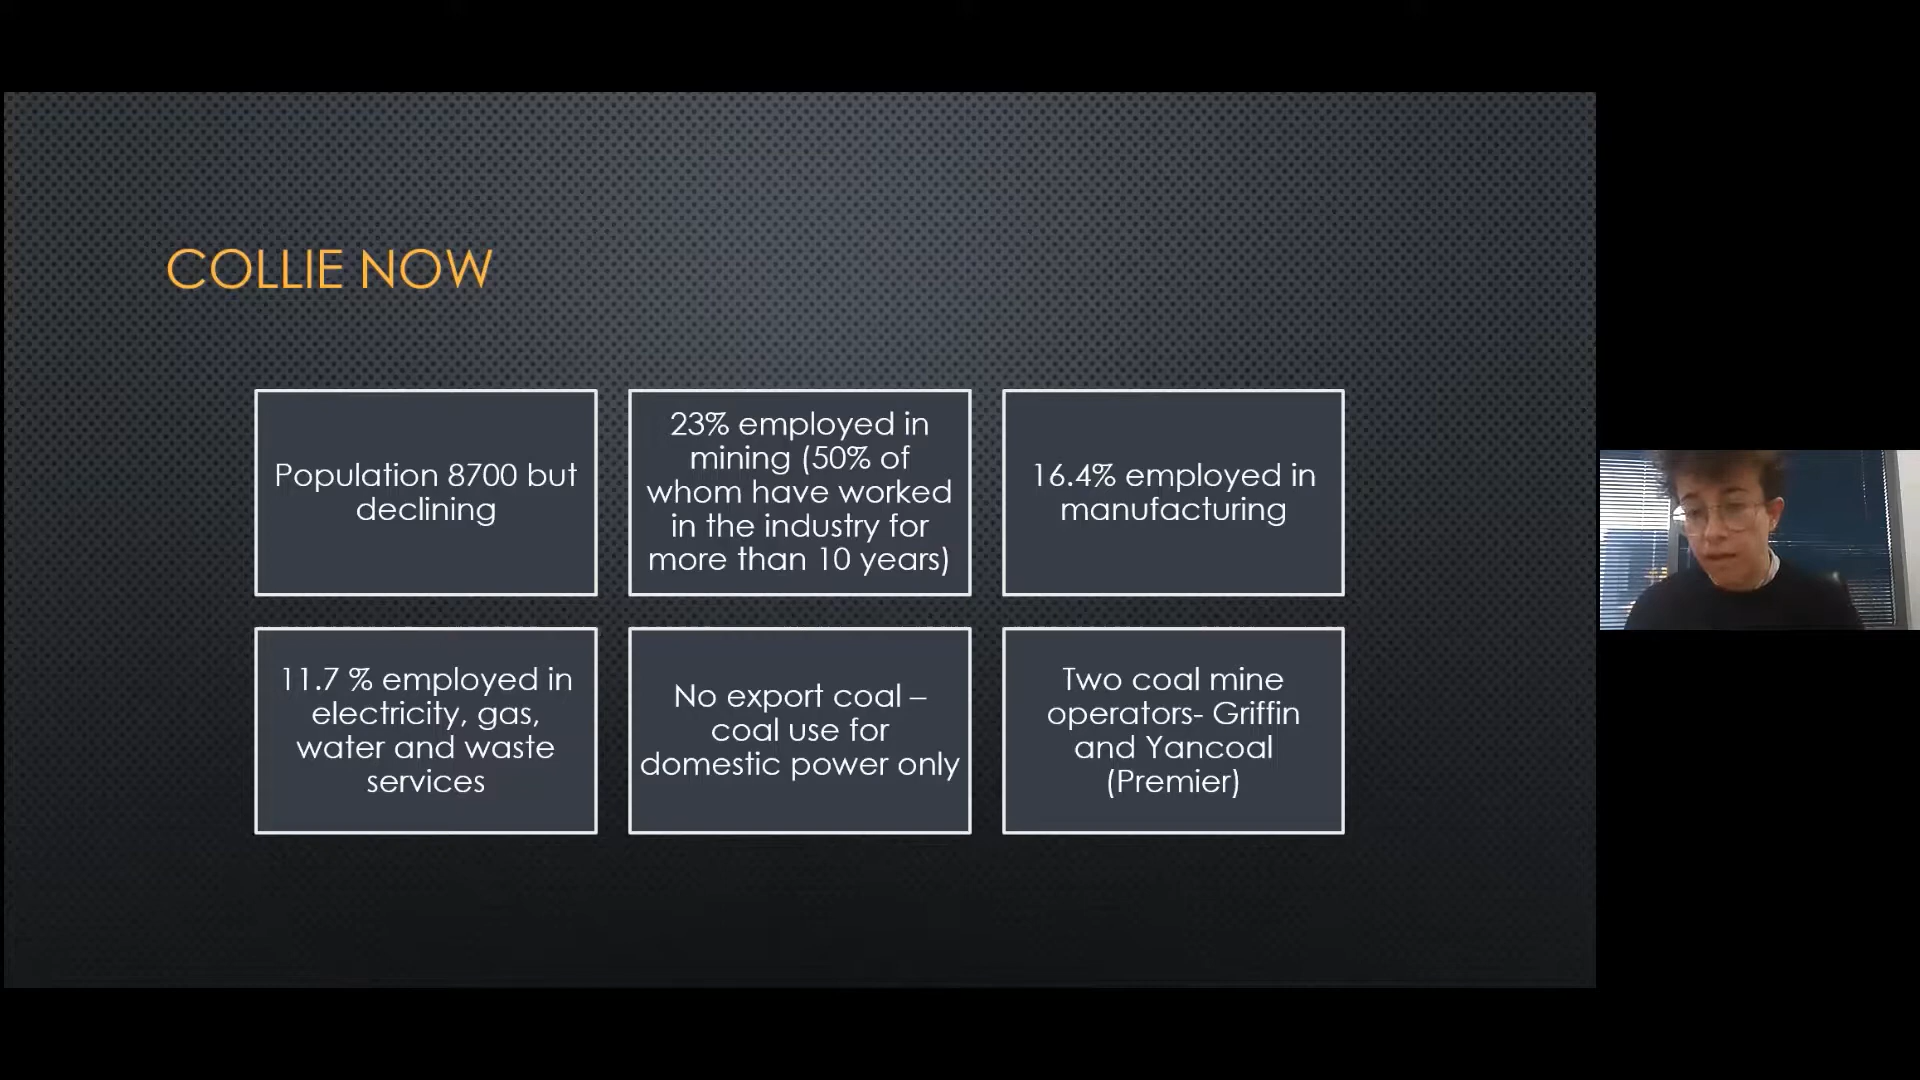 COLLIE NOW
Population 8700 but
declining
23% employed in
mining (50% of
whom have worked
in the industry for
more than 10 years)
16.4% employed in
manufacturing
11.7 % employed in
electricity, gas,
water and waste
services
No export coal –
coal use for
domestic power only
Two coal mine
operators- Griffin
and Yancoal
(Premier)